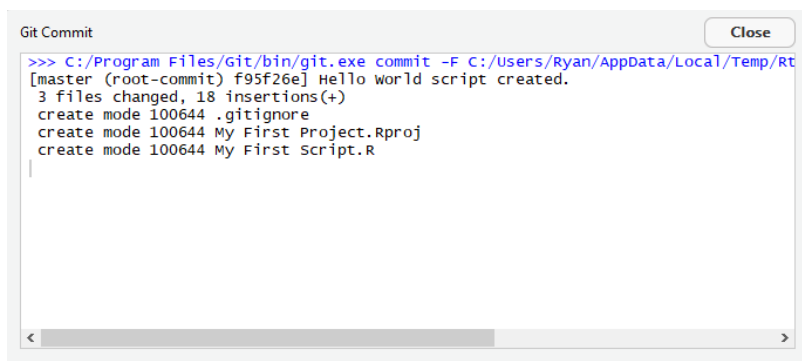 Git Commit
Close
>>> C:/Program Files/Git/bin/git.exe commit -F C:/Users/Ryan/AppData/Local/Temp/Rt
[master (root-commit) f95f26e] Hello World script created.
3 files changed, 18 insertions(+)
create mode 100644 .gitignore
create mode 100644 My First Project.Rproj
create mode 100644 My First Script.R